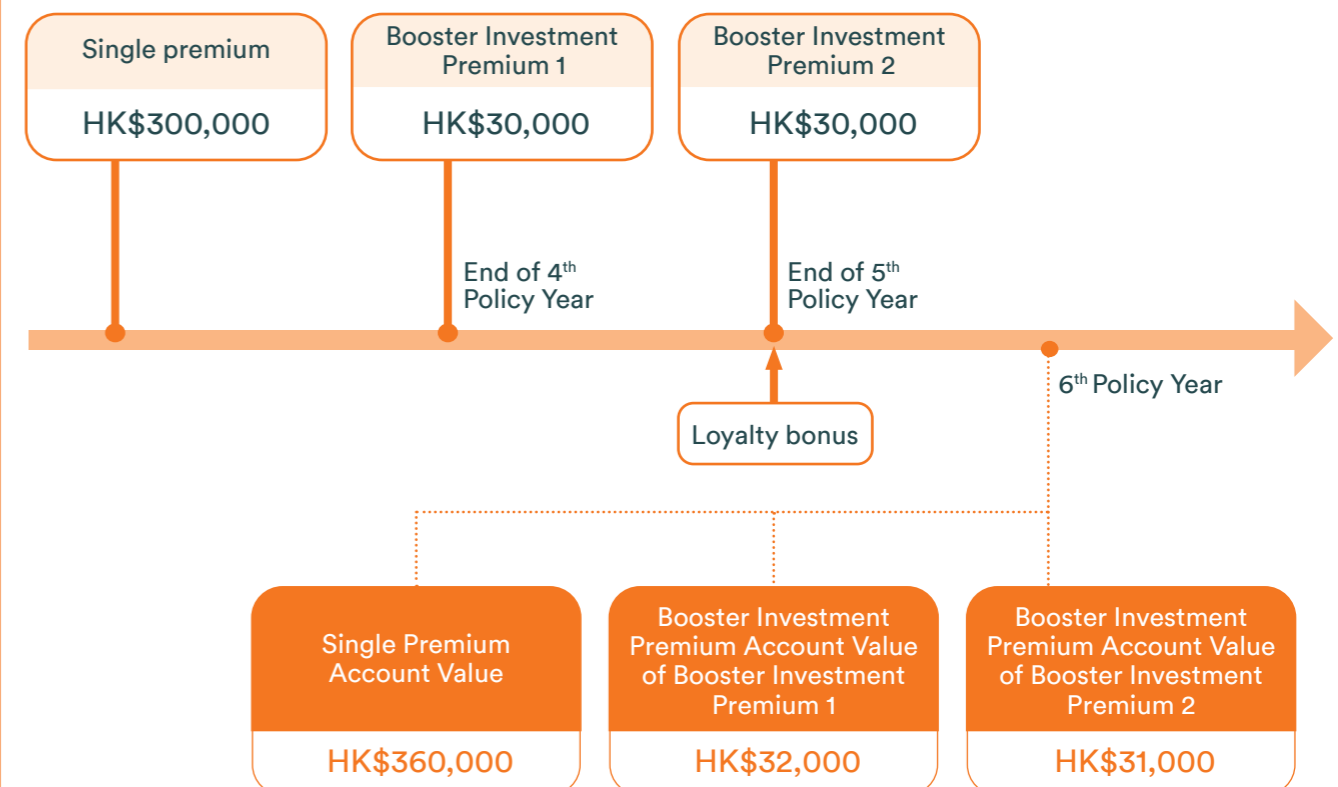 Single premium
HK$300,000
Booster Investment
Premium 1
HK$30,000
Booster Investment
Premium 2
HK$30,000
End of 4th
Policy Year
End of 5th
Policy Year
6th Policy Year
Loyalty bonus
Single Premium
Account Value
HK$360,000
Booster Investment
Premium Account Value
of Booster Investment
Premium 1
HK$32,000
Booster Investment
Premium Account Value
of Booster Investment
Premium 2
HK$31,000